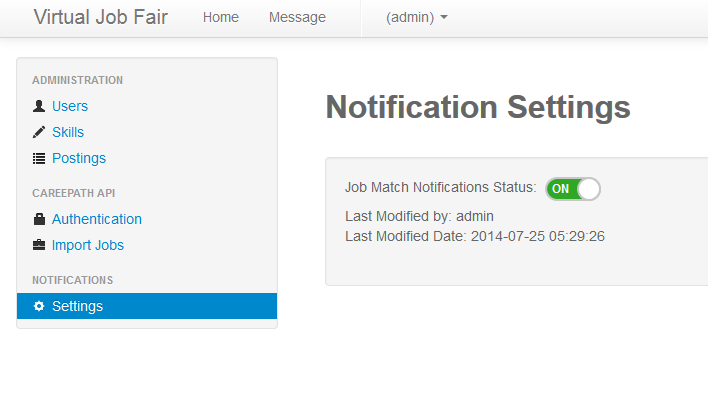 Virtual Job Fair Home Message (admin)
ADMINISTRATION
Users
Skills
Postings
CAREEPATH API
Authentication
Import Jobs
NOTIFICATIONS
Settings
Notification Settings
Job Match Notifications Status: ON
Last Modified by: admin
Last Modified Date: 2014-07-25 05:29:26